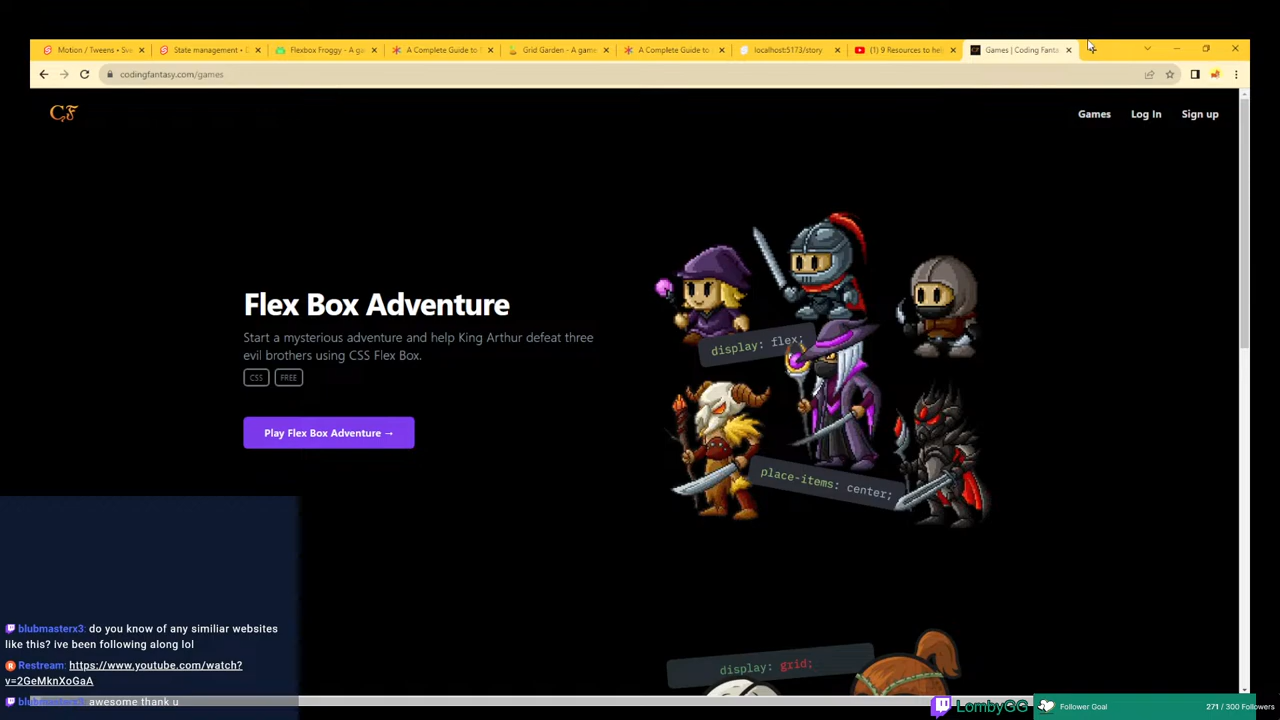 Motion / Tweens • Sve
State management • D
Flexbox Froggy - A ga
A Complete Guide to F
Grid Garden - A game
A Complete Guide to
localhost:5173/story
(1) 9 Resources to hel
Games | Coding Fanta
codingfantasy.com/games
CF
Games
Log In
Sign up
Flex Box Adventure
Start a mysterious adventure and help King Arthur defeat three
evil brothers using CSS Flex Box.
CSS
FREE
Play Flex Box Adventure →
display: flex;
place-items: center;
display: grid;
blubmasterx3: do you know of any similiar websites
like this? ive been following along lol
Restream: https://www.youtube.com/watch?
v=2GeMknXoGaA
blubmasterx3: awesome thank u
LombyGG
Follower Goal
271 / 300 Followers